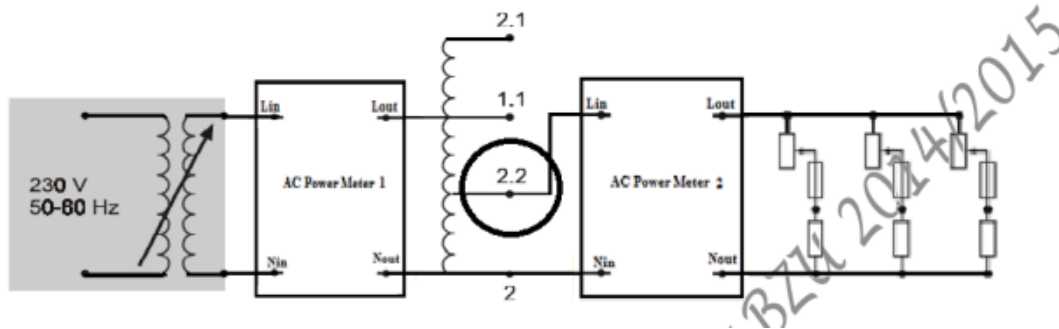 2.1
Lin
Lout
1.1
Lin
Lout
230 V
50-60 Hz
AC Power Meter 1
2.2
AC Power Meter 2
Nin
Nout
2
Nin
Nout
BZU 2014/2015